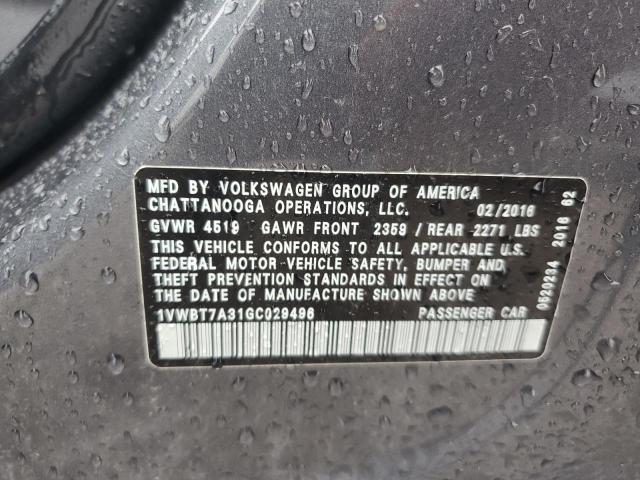 MFD BY VOLKSWAGEN GROUP OF AMERICA
CHATTANOOGA OPERATIONS, LLC. 02/2016
GVWR 4519 GAWR FRONT 2359 / REAR 2271 LBS
THIS VEHICLE CONFORMS TO ALL APPLICABLE U.S.
FEDERAL MOTOR VEHICLE SAFETY, BUMPER AND
THEFT PREVENTION STANDARDS IN EFFECT ON
THE DATE OF MANUFACTURE SHOWN ABOVE
1VWBT7A31GC029496 PASSENGER CAR
0520234 2016 62